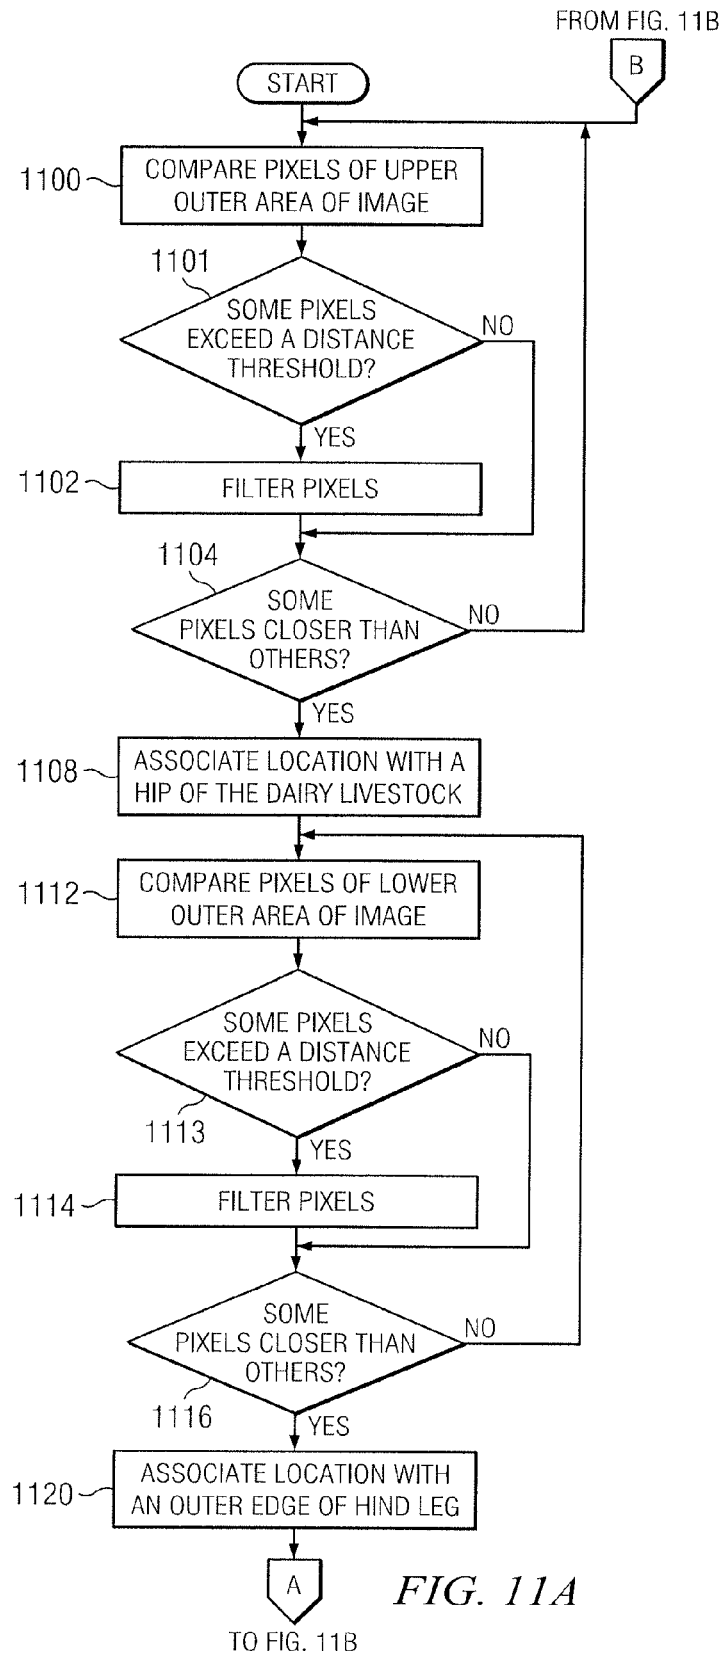 FROM FIG. 11B
B
START
1100
COMPARE PIXELS OF UPPER
OUTER AREA OF IMAGE
1101
SOME PIXELS
EXCEED A DISTANCE
THRESHOLD?
NO
YES
1102
FILTER PIXELS
1104
SOME
PIXELS CLOSER THAN
OTHERS?
NO
YES
1108
ASSOCIATE LOCATION WITH A
HIP OF THE DAIRY LIVESTOCK
1112
COMPARE PIXELS OF LOWER
OUTER AREA OF IMAGE
SOME PIXELS
EXCEED A DISTANCE
THRESHOLD?
NO
1113
YES
1114
FILTER PIXELS
SOME
PIXELS CLOSER THAN
OTHERS?
NO
1116
YES
1120
ASSOCIATE LOCATION WITH
AN OUTER EDGE OF HIND LEG
A
FIG. 11A
TO FIG. 11B